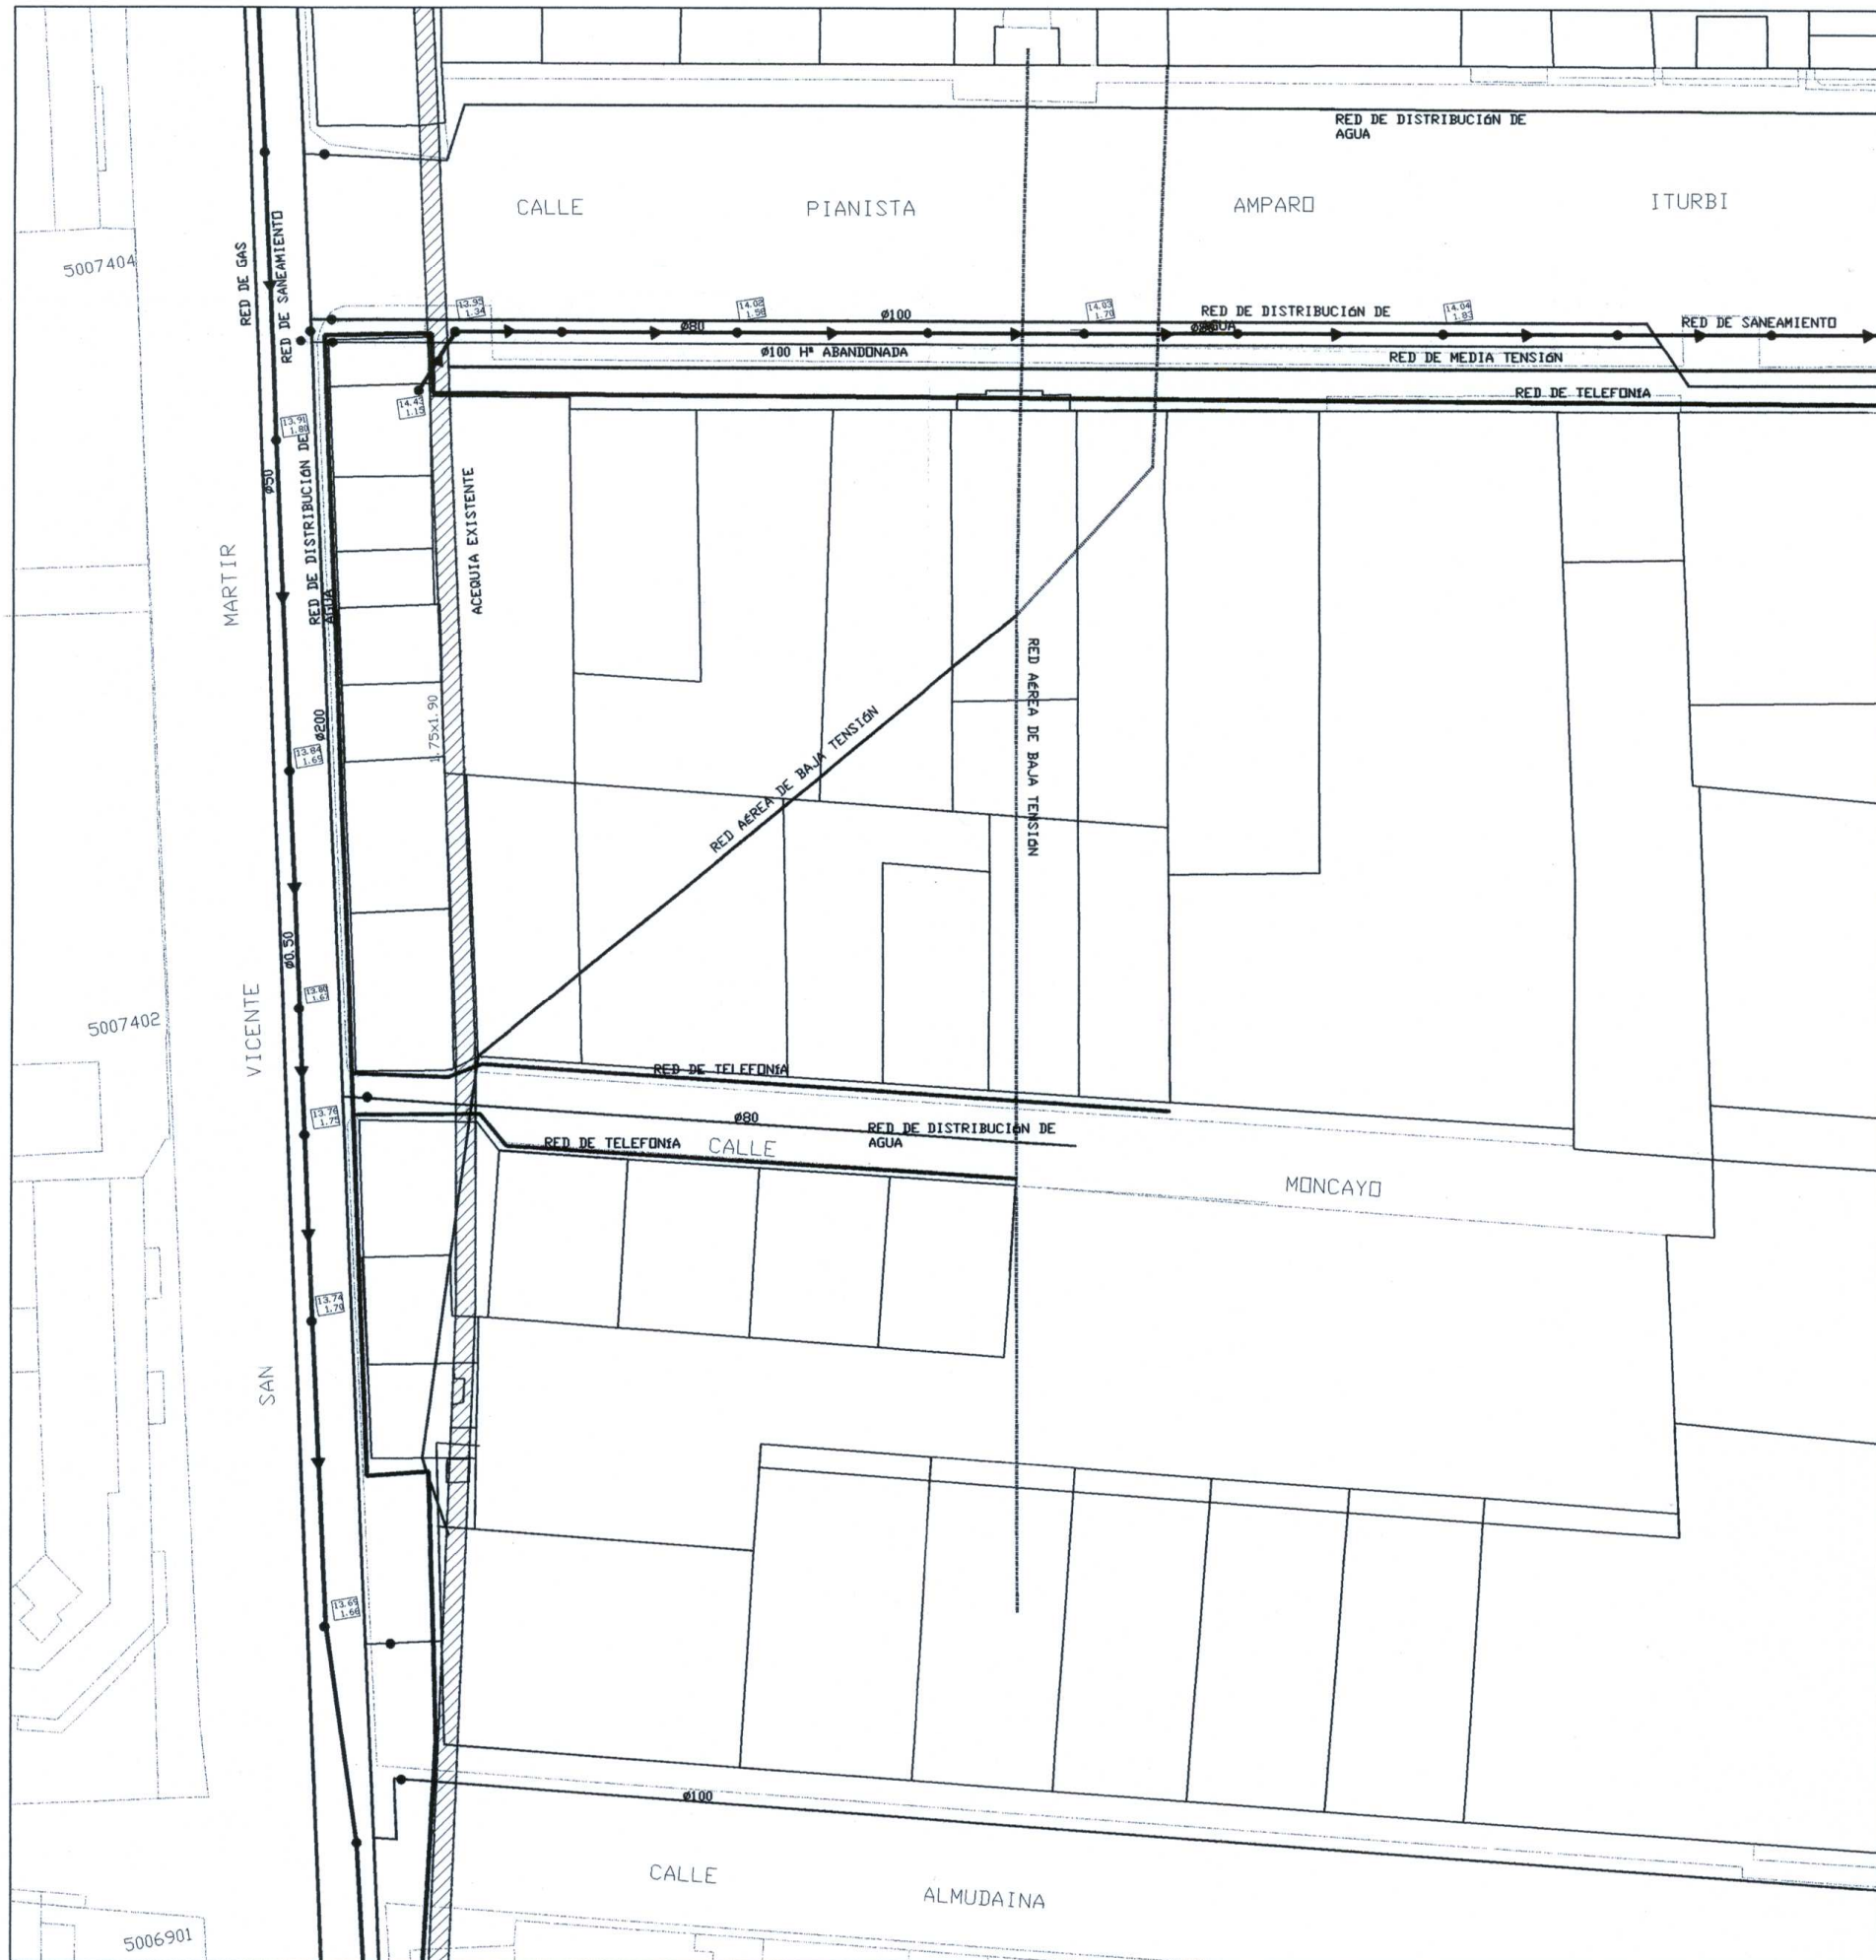 RED DE DISTRIBUCIóN DE
AGUA
CALLE
PIANISTA
AMPARO
ITURBI
5007404
RED DE GAS
RED DE SANEAMIENTO
13.95
1.34
14.02
14.03
1.70
14.04
1.83
RED DE DISTRIBUCIóN DE
AGUA
ø100
ø80
RED DE SANEAMIENTO
ø100 Hª ABANDONADA
RED DE MEDIA TENSIóN
RED DE TELEFONíA
1.15
13.91
1.80
ø50
RED DE DISTRIBUCIóN DE
AGUA
ACEQUIA EXISTENTE
MARTIR
RED AéREA DE BAJA TENSIóN
RED AéREA DE BAJA TENSIóN
1.75x1.90
ø200
13.84
1.69
ø0.50
13.80
1.67
VICENTE
5007402
RED DE TELEFONíA
13.76
1.75
ø80
RED DE DISTRIBUCIóN DE
AGUA
RED DE TELEFONíA
CALLE
MONCAYO
13.74
1.79
SAN
13.69
1.66
ø100
CALLE
ALMUDAINA
5006901